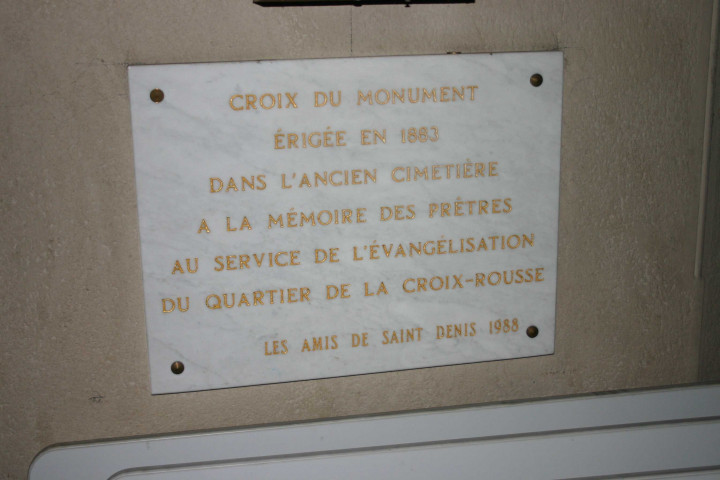 CROIX DU MONUMENT
ÉRIGÉE EN 1883
DANS L'ANCIEN CIMETIÈRE
A LA MÉMOIRE DES PRÊTRES
AU SERVICE DE L'ÉVANGÉLISATION
DU QUARTIER DE LA CROIX-ROUSSE
LES AMIS DE SAINT DENIS 1988